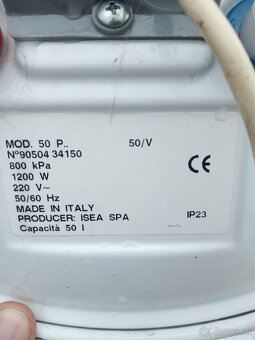 MOD. 50 P.. 50/V
N°90504 34150
800 kPa
1200 W
220 V~
50/60 Hz
MADE IN ITALY
PRODUCER: ISEA SPA IP23
Capacità 50 l
CE